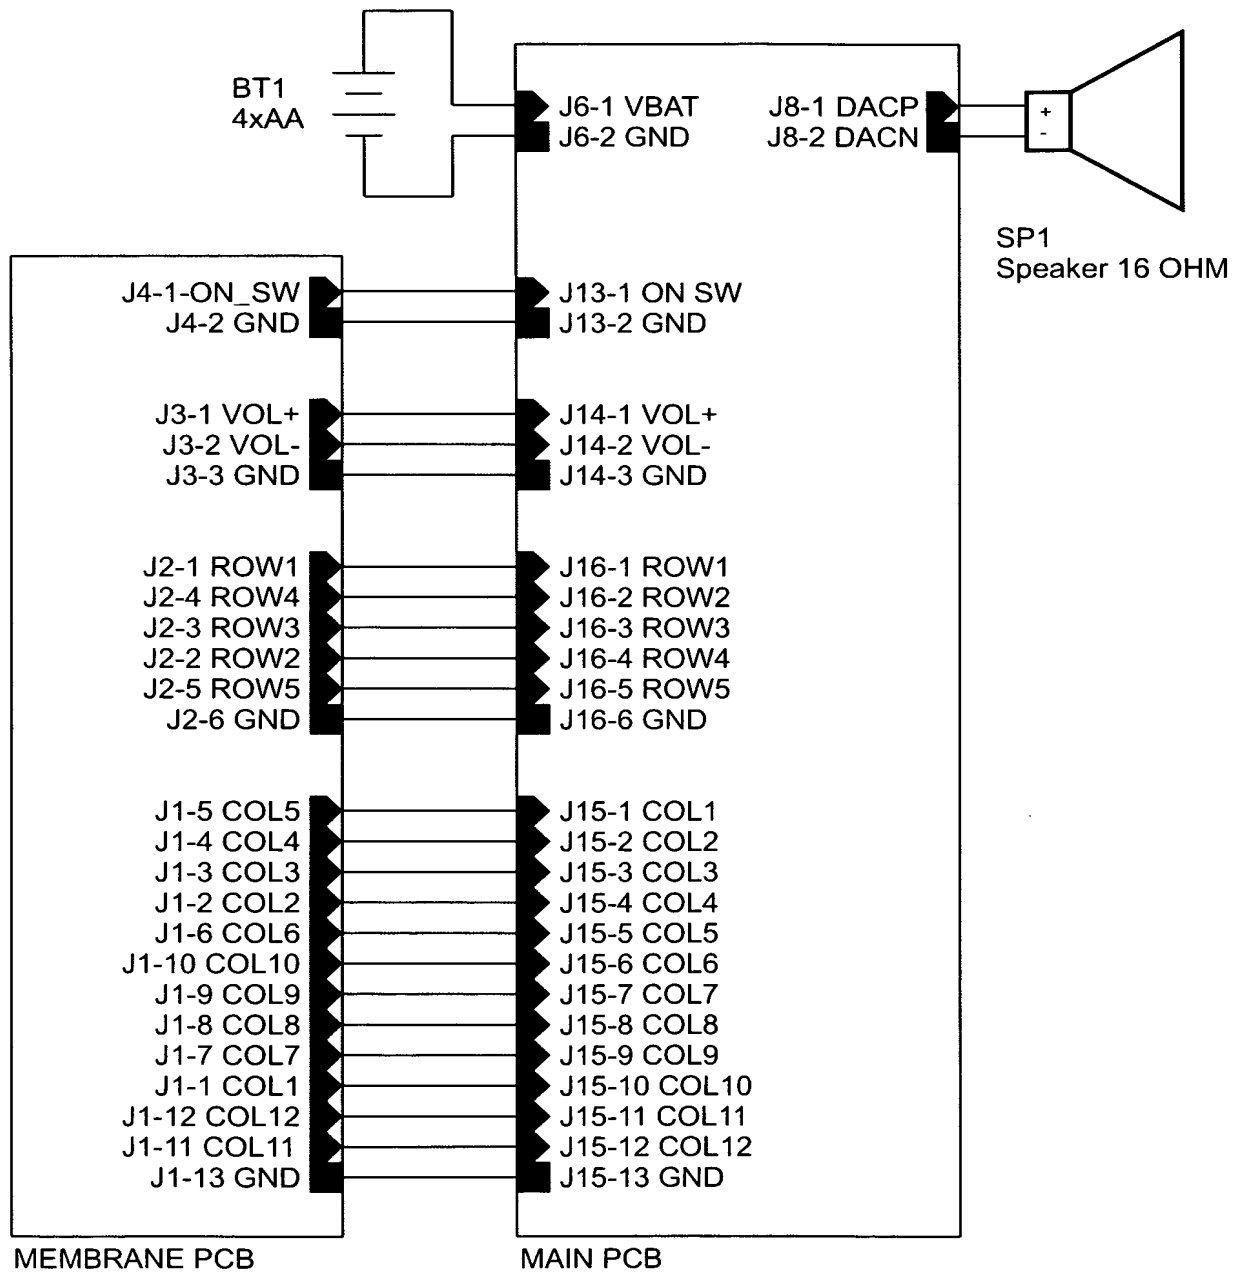 BT1
4xAA
J6-1 VBAT
J6-2 GND
J8-1 DACP
J8-2 DACN
+
-
SP1
Speaker 16 OHM
J4-1-ON_SW
J4-2 GND
J13-1 ON SW
J13-2 GND
J3-1 VOL+
J3-2 VOL-
J3-3 GND
J14-1 VOL+
J14-2 VOL-
J14-3 GND
J2-1 ROW1
J2-4 ROW4
J2-3 ROW3
J2-2 ROW2
J2-5 ROW5
J2-6 GND
J16-1 ROW1
J16-2 ROW2
J16-3 ROW3
J16-4 ROW4
J16-5 ROW5
J16-6 GND
J1-5 COL5
J1-4 COL4
J1-3 COL3
J1-2 COL2
J1-6 COL6
J1-10 COL10
J1-9 COL9
J1-8 COL8
J1-7 COL7
J1-1 COL1
J1-12 COL12
J1-11 COL11
J1-13 GND
J15-1 COL1
J15-2 COL2
J15-3 COL3
J15-4 COL4
J15-5 COL5
J15-6 COL6
J15-7 COL7
J15-8 COL8
J15-9 COL9
J15-10 COL10
J15-11 COL11
J15-12 COL12
J15-13 GND
MEMBRANE PCB
MAIN PCB